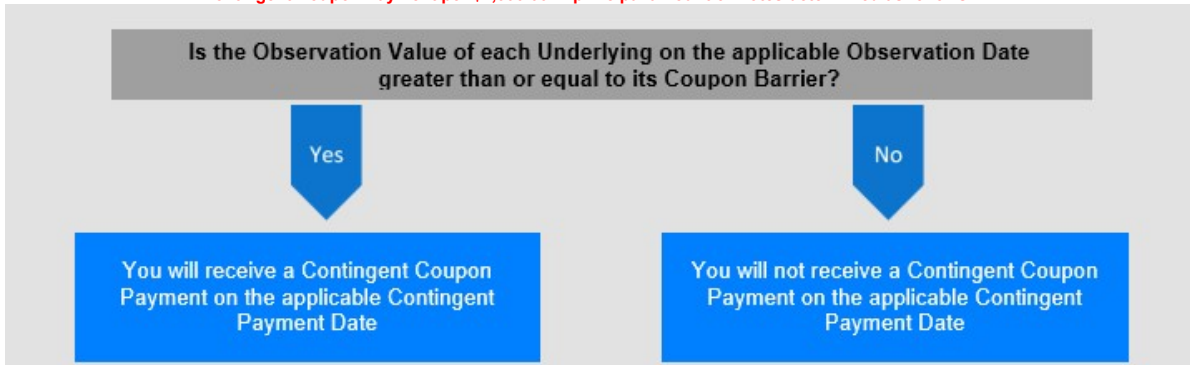 Is the Observation Value of each Underlying on the applicable Observation Date
greater than or equal to its Coupon Barrier?
Yes
No
You will receive a Contingent Coupon
Payment on the applicable Contingent
Payment Date
You will not receive a Contingent Coupon
Payment on the applicable Contingent
Payment Date